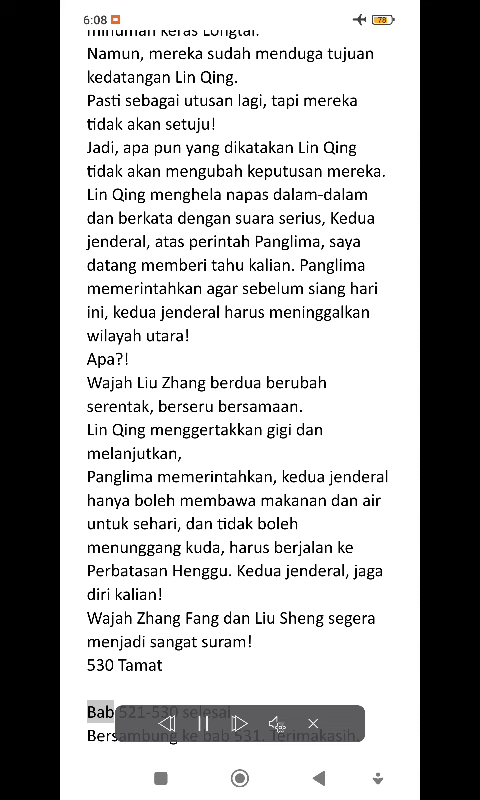 6:08
78
minuman keras Longtai.
Namun, mereka sudah menduga tujuan
kedatangan Lin Qing.
Pasti sebagai utusan lagi, tapi mereka
tidak akan setuju!
Jadi, apa pun yang dikatakan Lin Qing
tidak akan mengubah keputusan mereka.
Lin Qing menghela napas dalam-dalam
dan berkata dengan suara serius, Kedua
jenderal, atas perintah Panglima, saya
datang memberi tahu kalian. Panglima
memerintahkan agar sebelum siang hari
ini, kedua jenderal harus meninggalkan
wilayah utara!
Apa?!
Wajah Liu Zhang berdua berubah
serentak, berseru bersamaan.
Lin Qing menggertakkan gigi dan
melanjutkan,
Panglima memerintahkan, kedua jenderal
hanya boleh membawa makanan dan air
untuk sehari, dan tidak boleh
menunggang kuda, harus berjalan ke
Perbatasan Henggu. Kedua jenderal, jaga
diri kalian!
Wajah Zhang Fang dan Liu Sheng segera
menjadi sangat suram!
530 Tamat
Bab 521-530 selesai.
Bersambung ke bab 531. Terimakasih.